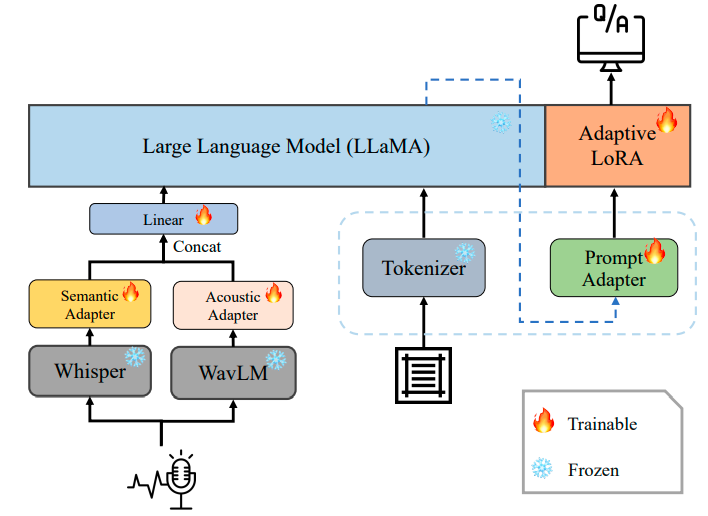 Q/A
Large Language Model (LLaMA)
Adaptive
LoRA
Linear
Concat
Semantic
Adapter
Acoustic
Adapter
Tokenizer
Prompt
Adapter
Whisper
WavLM
Trainable
Frozen